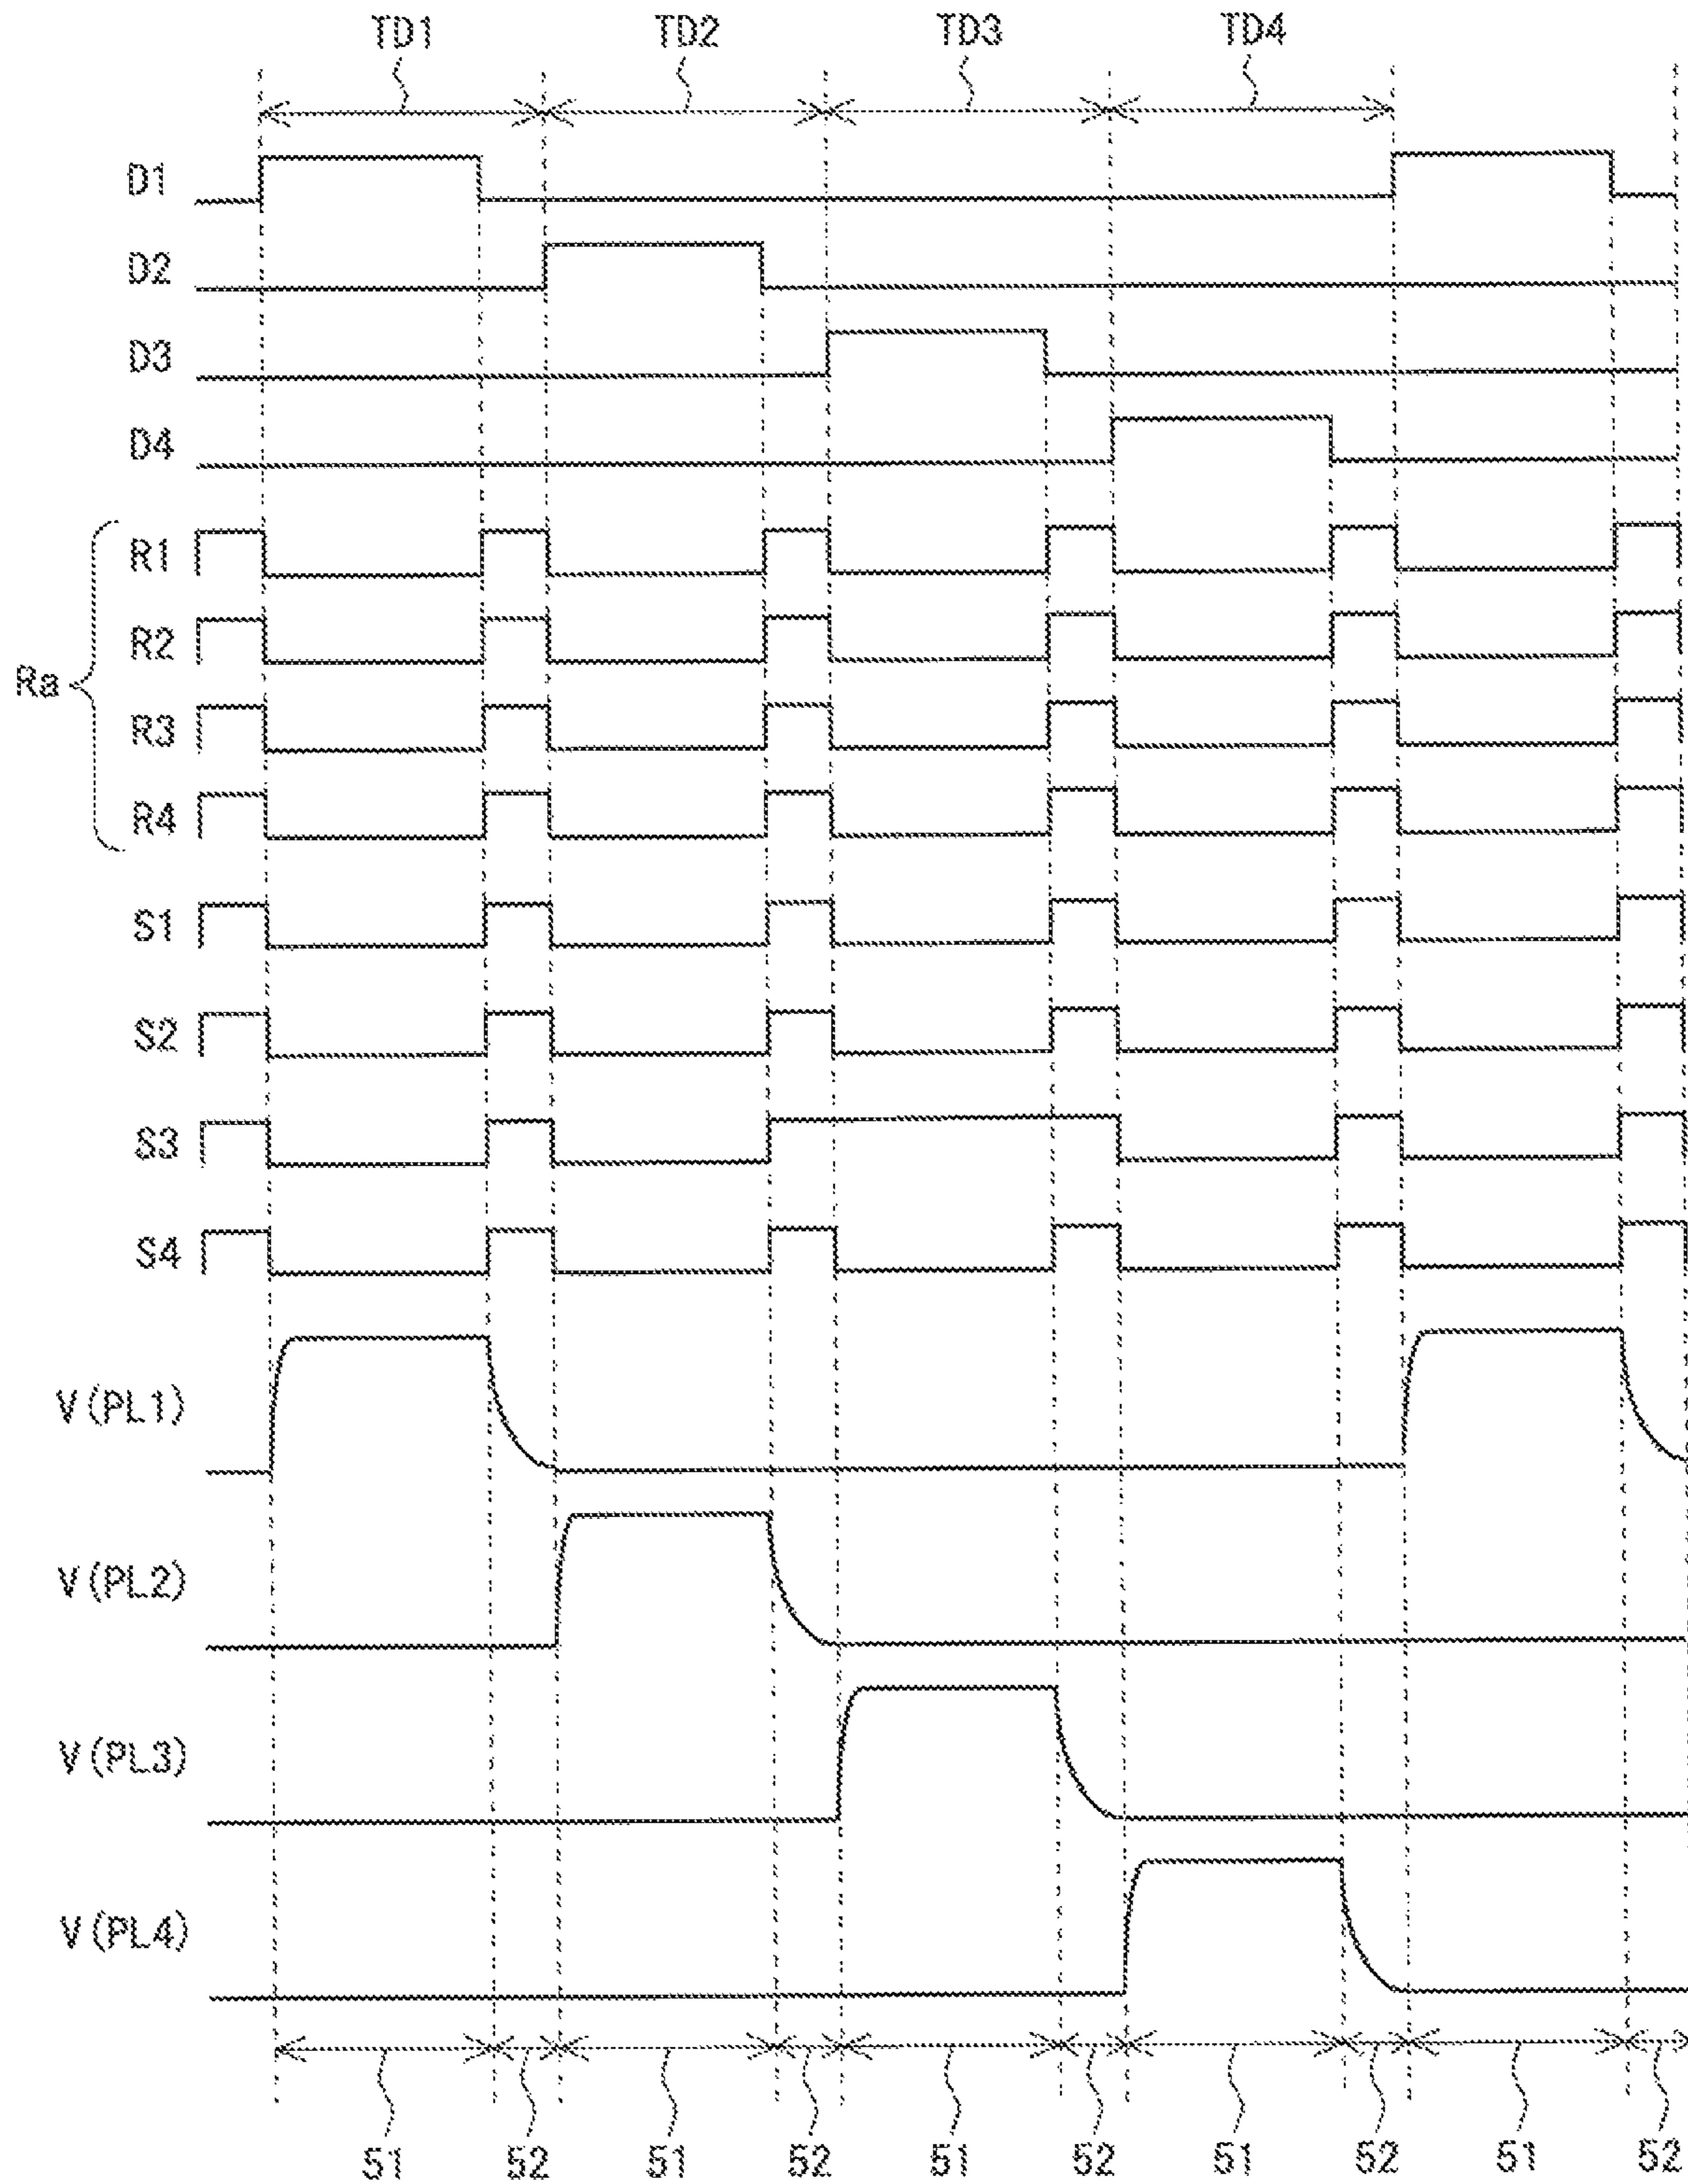 TD1 TD2 TD3 TD4
D1
D2
D3
D4
R1
R2
Ra
R3
R4
S1
S2
S3
S4
V(PL1)
V(PL2)
V(PL3)
V(PL4)
51 52 51 52 51 52 51 52 51 52